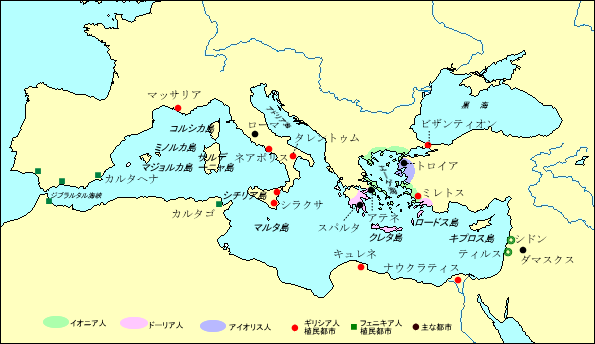 黒 海
マッサリア
アドリア海
ビザンティオン
コルシカ島
ローマ
タレントゥム
ミノルカ島
サルデーニャ島
ネアポリス
マジョルカ島
トロイア
エーゲ海
カルタヘナ
ジブラルタル海峡
シチリア島
ミレトス
シラクサ
カルタゴ
アテネ
ロードス島
マルタ島
スパルタ
クレタ島
キプロス島
シドン
ティルス
ダマスクス
キュレネ
ナウクラティス
イオニア人
ドーリア人
アイオリス人
ギリシア人
植民都市
フェニキア人
植民都市
主な都市